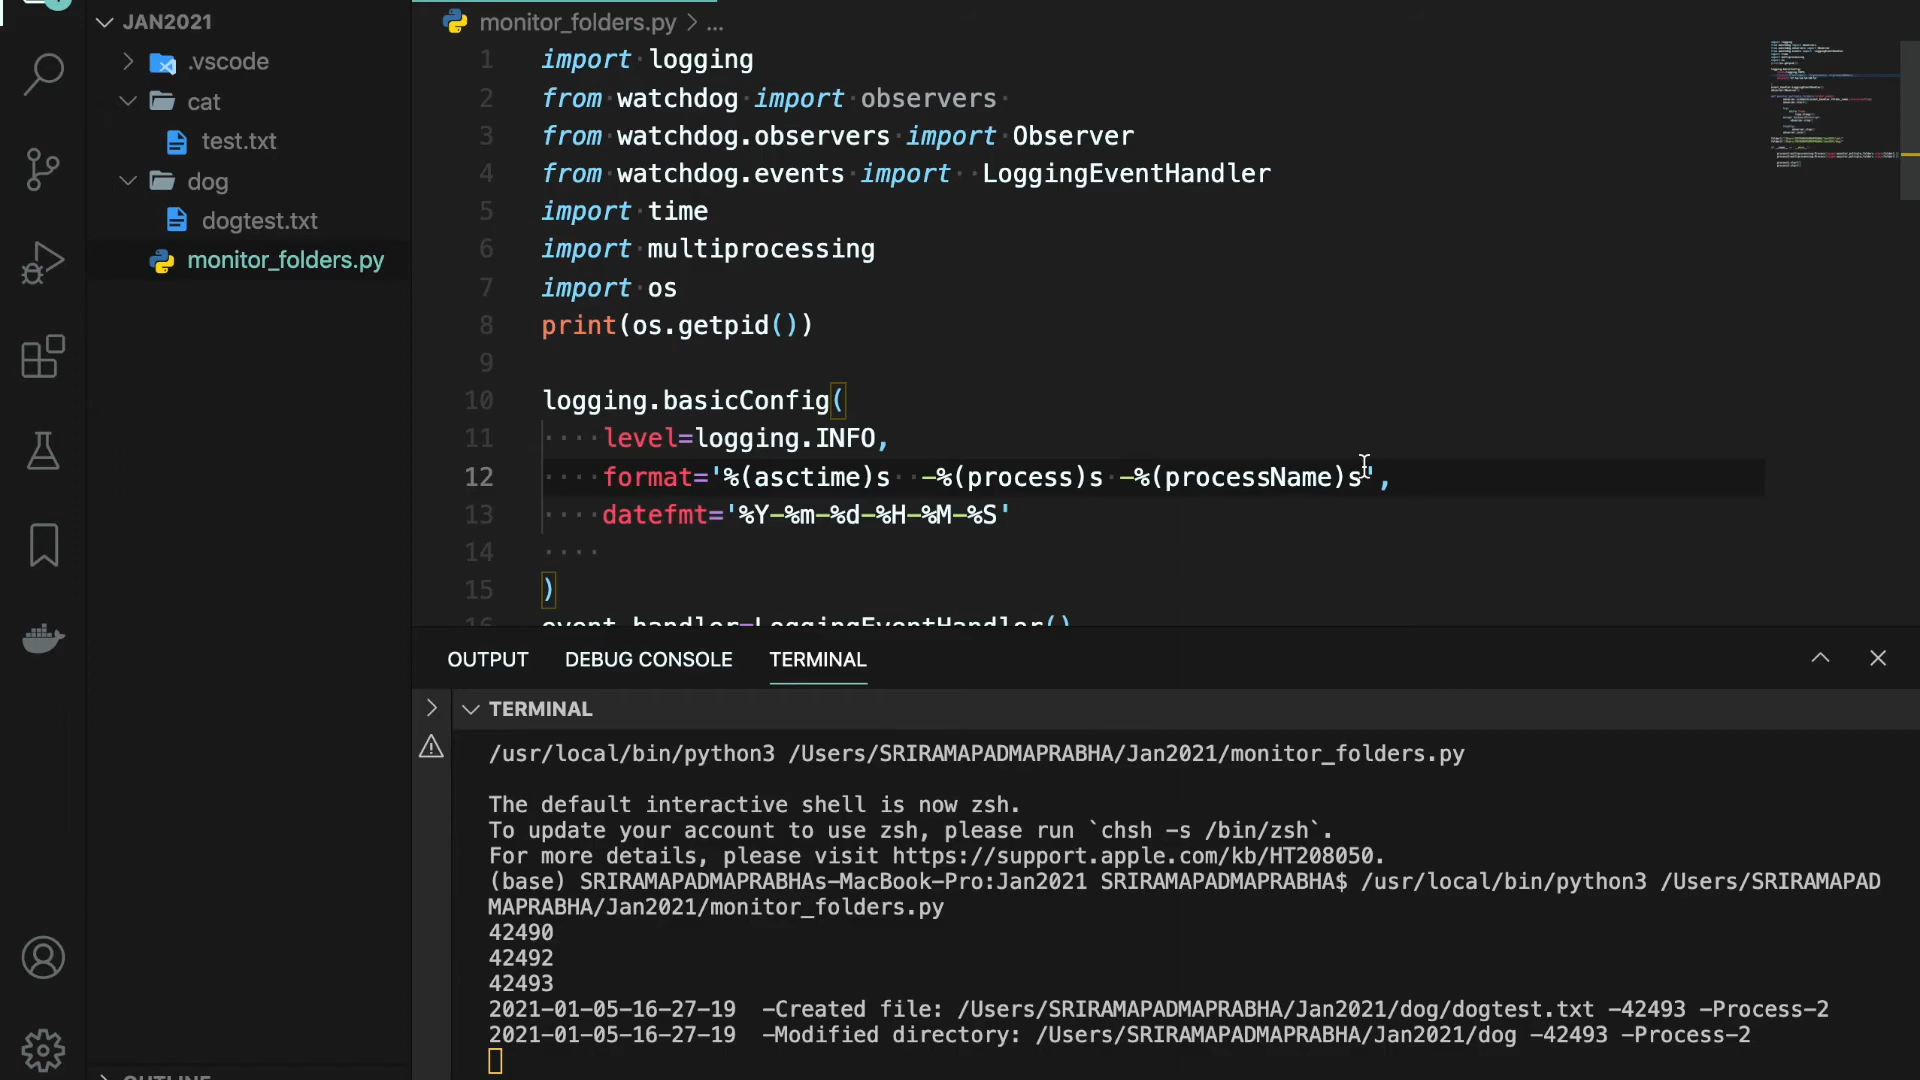 JAN2021
.vscode
cat
test.txt
dog
dogtest.txt
monitor_folders.py
monitor_folders.py > ...
1 import logging
2 from watchdog import observers
3 from watchdog.observers import Observer
4 from watchdog.events import LoggingEventHandler
5 import time
6 import multiprocessing
7 import os
8 print(os.getpid())
9
10 logging.basicConfig(
11 level=logging.INFO,
12 format='%(asctime)s -%(process)s -%(processName)s',
13 datefmt='%Y-%m-%d-%H-%M-%S'
14
15 )
16 event_handler=LoggingEventHandler()
OUTPUT DEBUG CONSOLE TERMINAL
TERMINAL
/usr/local/bin/python3 /Users/SRIRAMAPADMAPRABHA/Jan2021/monitor_folders.py
The default interactive shell is now zsh.
To update your account to use zsh, please run `chsh -s /bin/zsh`.
For more details, please visit https://support.apple.com/kb/HT208050.
(base) SRIRAMAPADMAPRABHAs-MacBook-Pro:Jan2021 SRIRAMAPADMAPRABHA$ /usr/local/bin/python3 /Users/SRIRAMAPAD
MAPRABHA/Jan2021/monitor_folders.py
42490
42492
42493
2021-01-05-16-27-19 -Created file: /Users/SRIRAMAPADMAPRABHA/Jan2021/dog/dogtest.txt -42493 -Process-2
2021-01-05-16-27-19 -Modified directory: /Users/SRIRAMAPADMAPRABHA/Jan2021/dog -42493 -Process-2
OUTLINE